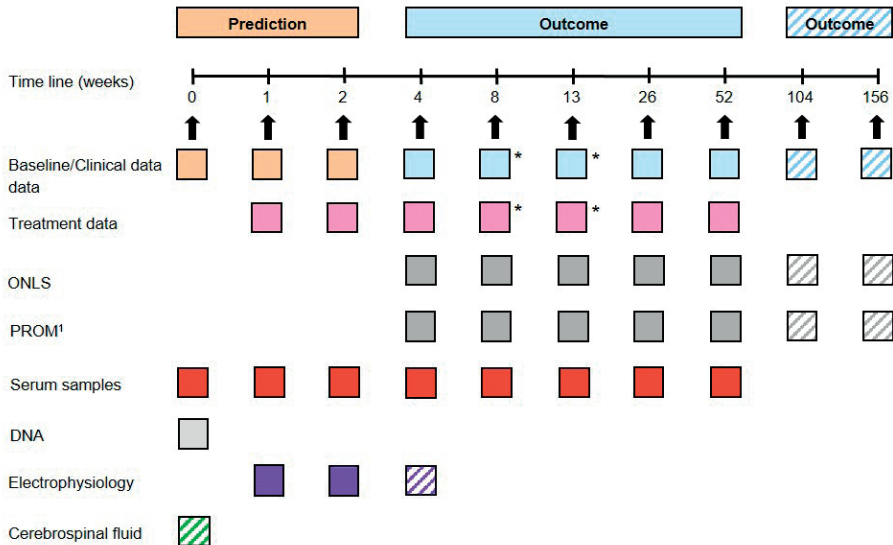 Prediction Outcome Outcome
Time line (weeks)
0 1 2 4 8 13 26 52 104 156
Baseline/Clinical data * *
data
Treatment data * *
ONLS
PROM¹
Serum samples
DNA
Electrophysiology
Cerebrospinal fluid